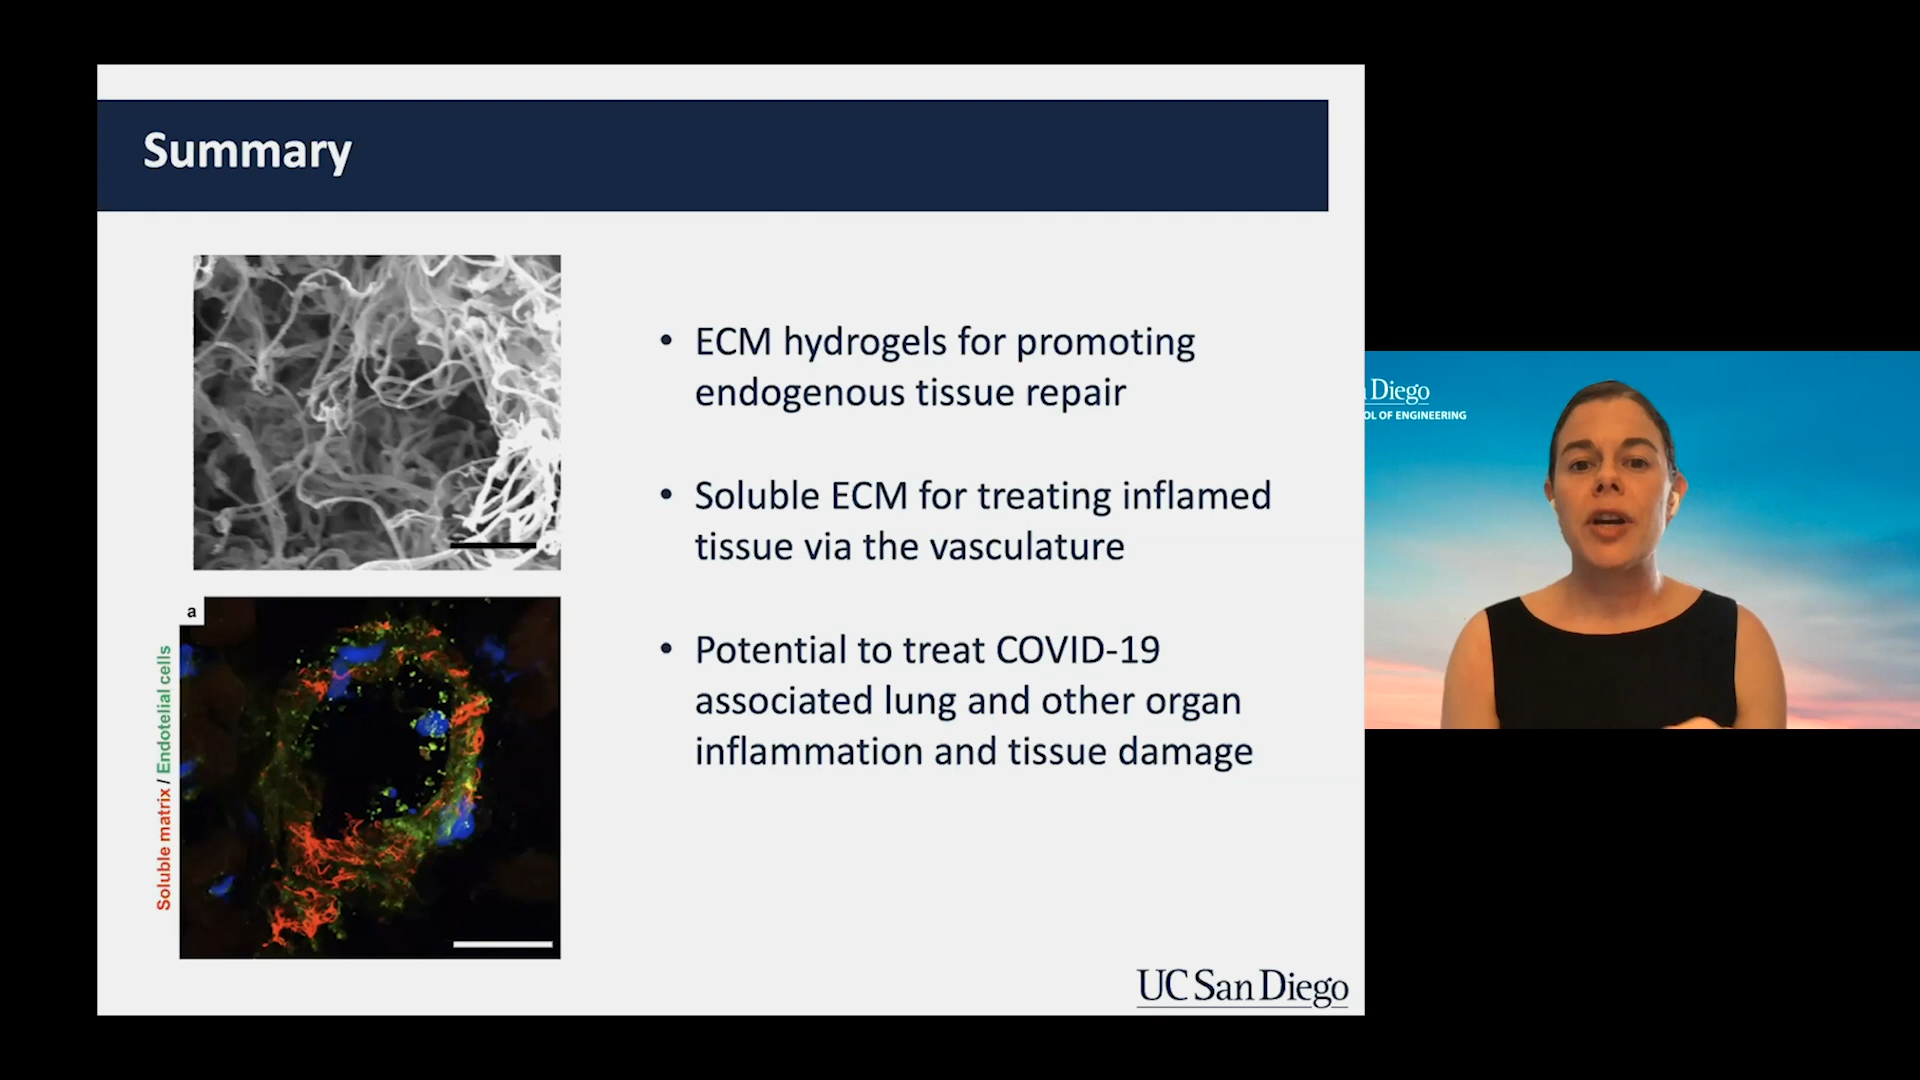 Summary
• ECM hydrogels for promoting
endogenous tissue repair
• Soluble ECM for treating inflamed
tissue via the vasculature
• Potential to treat COVID-19
associated lung and other organ
inflammation and tissue damage
a
Soluble matrix / Endotelial cells
UC San Diego
Diego
OL OF ENGINEERING